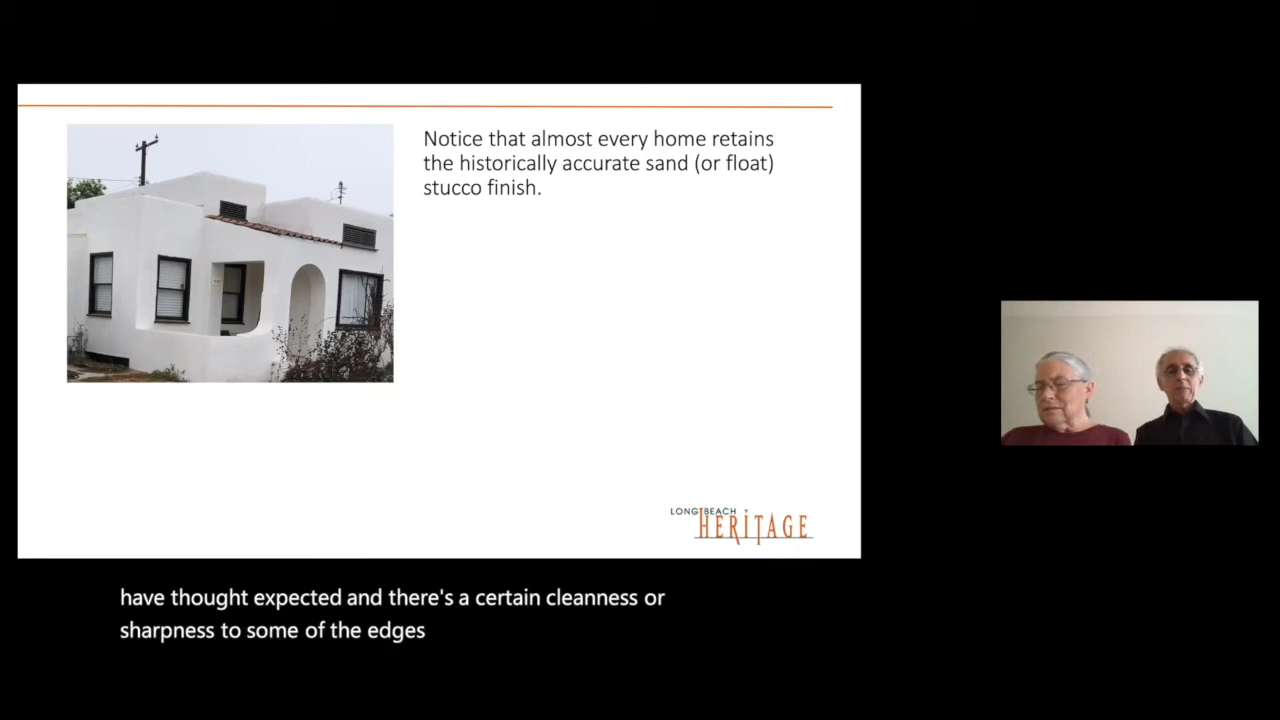 Notice that almost every home retains
the historically accurate sand (or float)
stucco finish.
LONG BEACH
HERITAGE
have thought expected and there's a certain cleanness or
sharpness to some of the edges